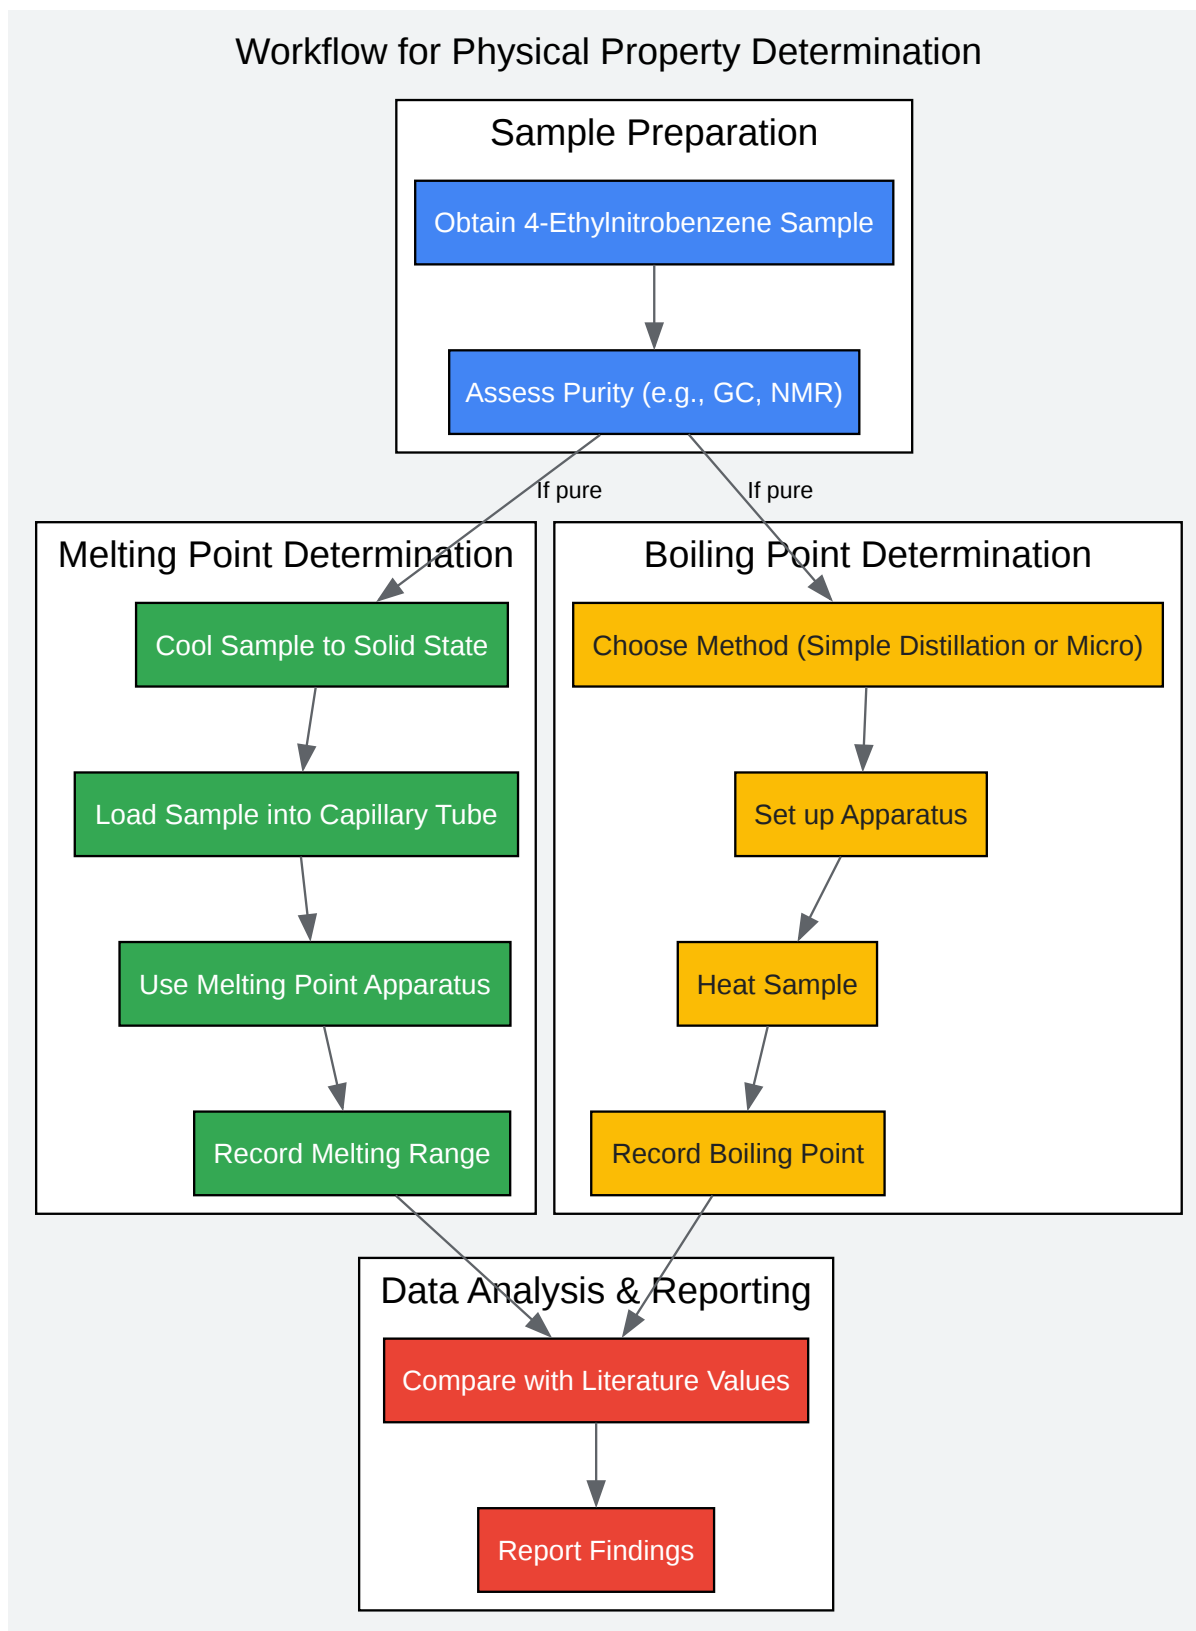 Workflow for Physical Property Determination
Sample Preparation
Obtain 4-Ethylnitrobenzene Sample
Assess Purity (e.g., GC, NMR)
If pure
If pure
Melting Point Determination
Cool Sample to Solid State
Load Sample into Capillary Tube
Use Melting Point Apparatus
Record Melting Range
Boiling Point Determination
Choose Method (Simple Distillation or Micro)
Set up Apparatus
Heat Sample
Record Boiling Point
Data Analysis & Reporting
Compare with Literature Values
Report Findings